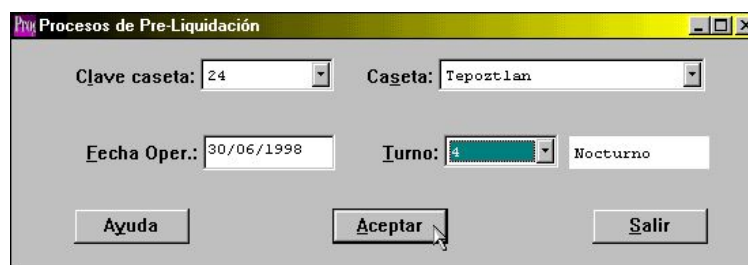 Prog Procesos de Pre-Liquidación
Clave caseta: 24 Caseta: Tepoztlan
Fecha Oper.: 30/06/1998 Turno: 4 Nocturno
Ayuda Aceptar Salir